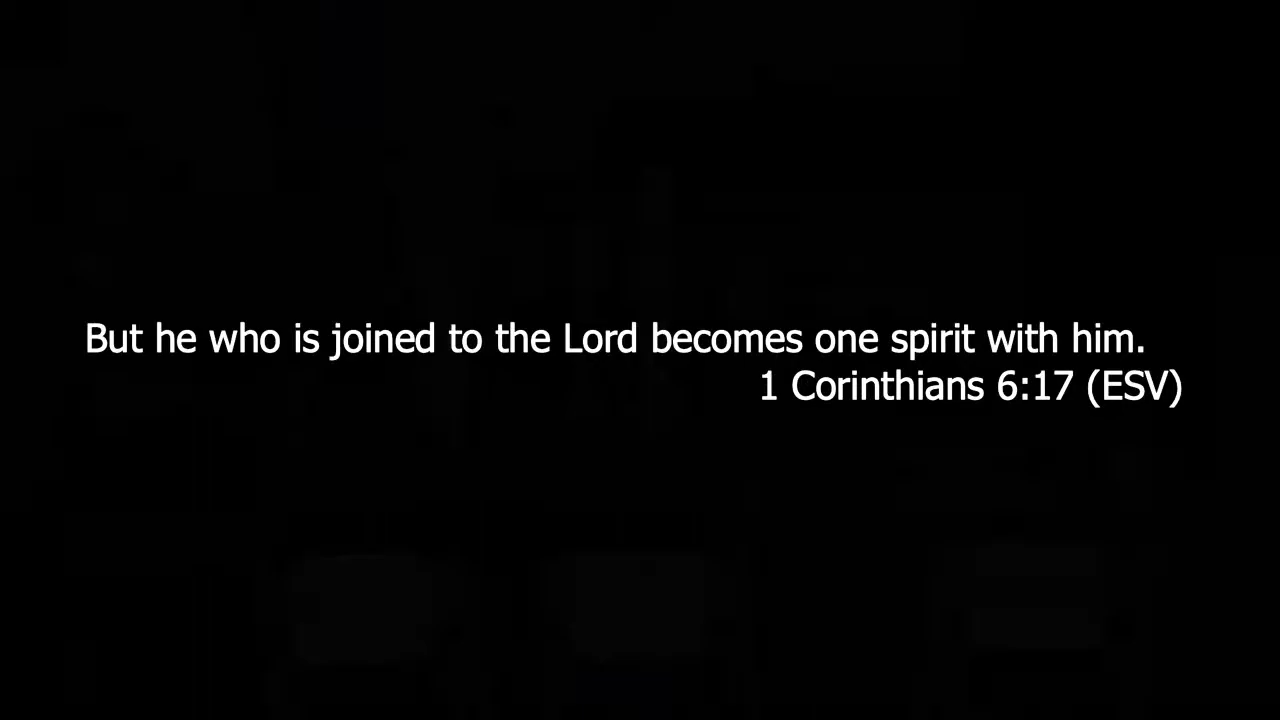 But he who is joined to the Lord becomes one spirit with him.
1 Corinthians 6:17 (ESV)